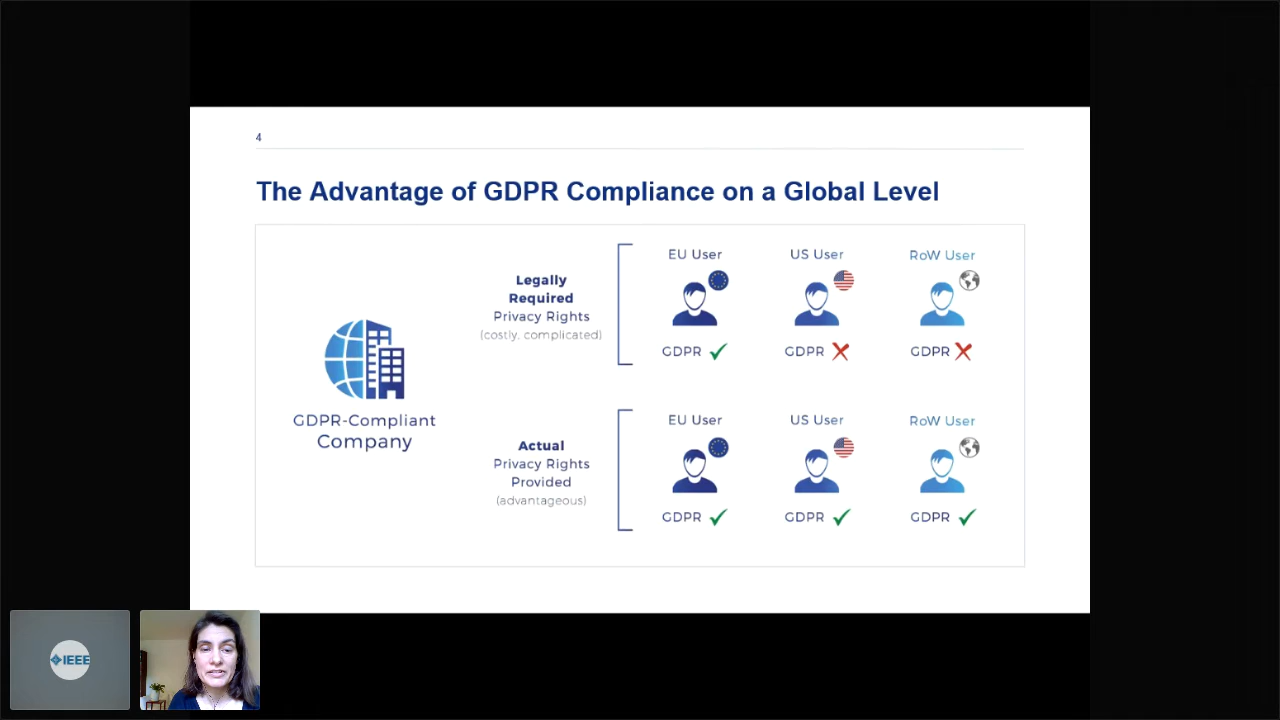 4
The Advantage of GDPR Compliance on a Global Level
GDPR-Compliant
Company
Legally
Required
Privacy Rights
(costly, complicated)
EU User
US User
RoW User
GDPR
GDPR
GDPR
Actual
Privacy Rights
Provided
(advantageous)
EU User
US User
RoW User
GDPR
GDPR
GDPR
IEEE